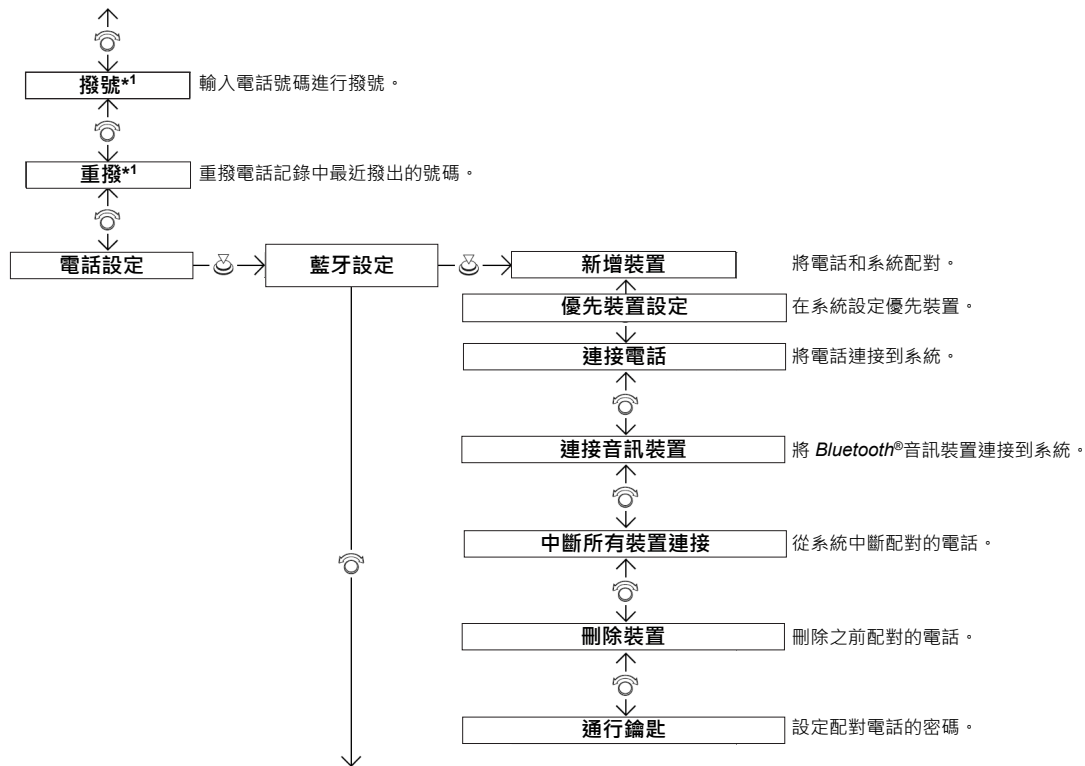 撥號*1 輸入電話號碼進行撥號。
重撥*1 重撥電話記錄中最近撥出的號碼。
電話設定 藍牙設定 新增裝置 將電話和系統配對。
優先裝置設定 在系統設定優先裝置。
連接電話 將電話連接到系統。
連接音訊裝置 將 Bluetooth®音訊裝置連接到系統。
中斷所有裝置連接 從系統中斷配對的電話。
刪除裝置 刪除之前配對的電話。
通行鑰匙 設定配對電話的密碼。